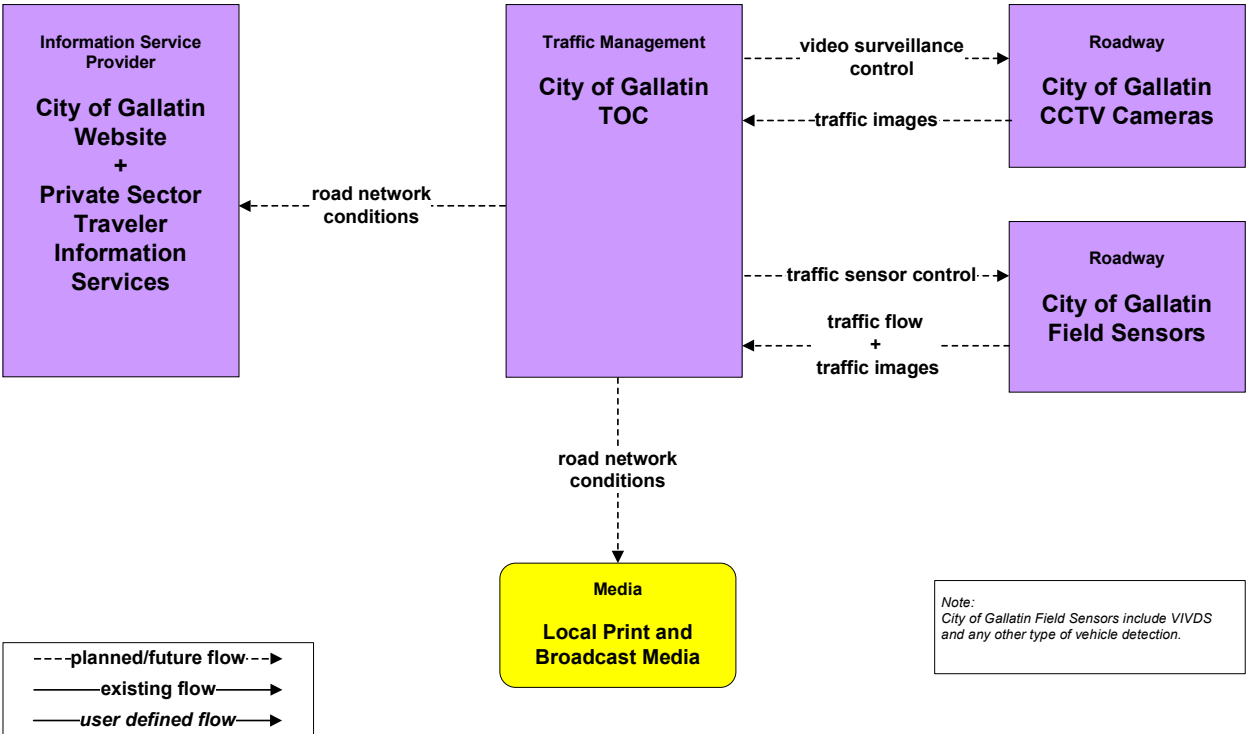 Information Service
Provider
City of Gallatin
Website
+
Private Sector
Traveler
Information
Services
road network
conditions
Traffic Management
City of Gallatin
TOC
video surveillance
control
traffic images
Roadway
City of Gallatin
CCTV Cameras
traffic sensor control
traffic flow
+
traffic images
Roadway
City of Gallatin
Field Sensors
road network
conditions
Media
Local Print and
Broadcast Media
Note:
City of Gallatin Field Sensors include VIVDS
and any other type of vehicle detection.
planned/future flow
existing flow
user defined flow